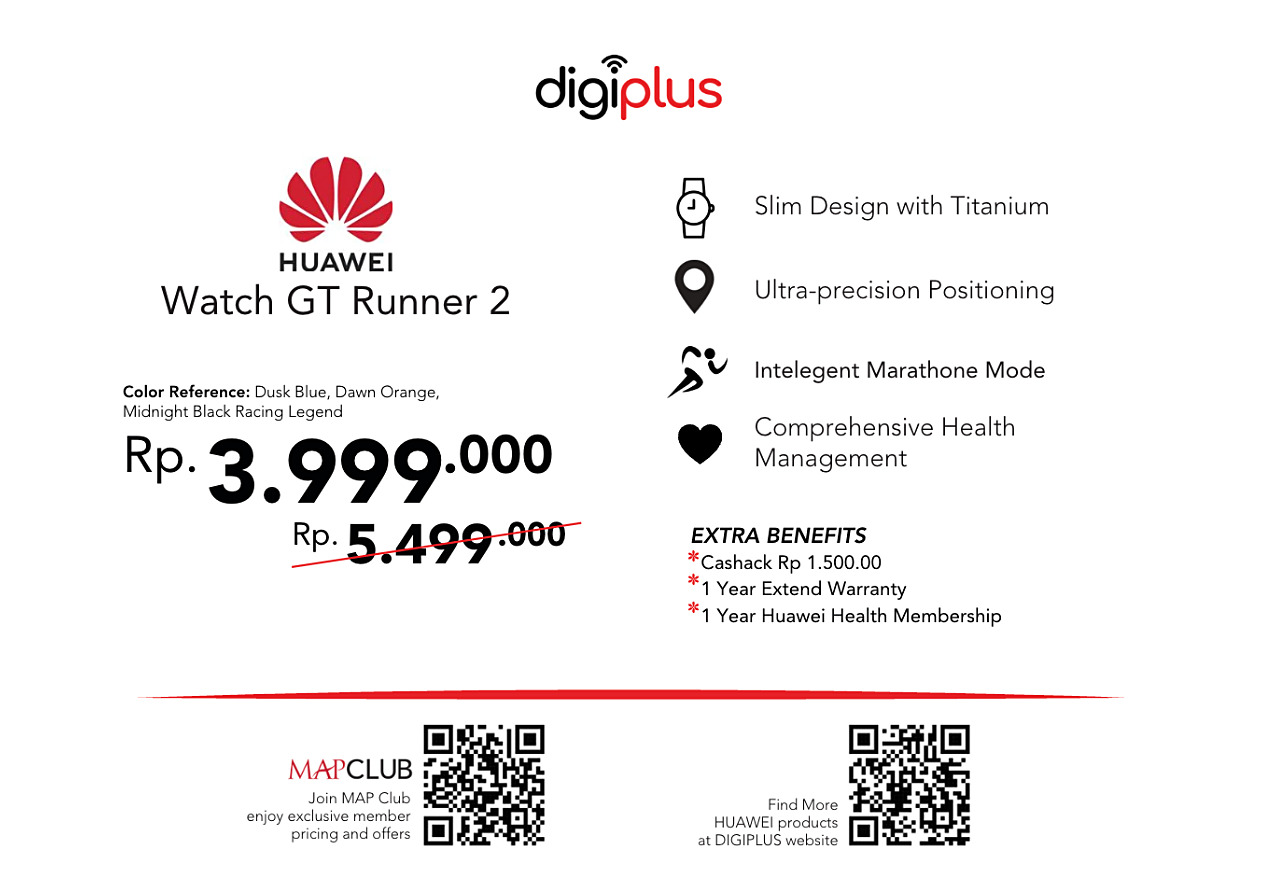 digiplus
HUAWEI
Watch GT Runner 2
Color Reference: Dusk Blue, Dawn Orange,
Midnight Black Racing Legend
Rp. 3.999.000
Rp. 5.499.000
Slim Design with Titanium
Ultra-precision Positioning
Intelegent Marathone Mode
Comprehensive Health
Management
EXTRA BENEFITS
*Cashack Rp 1.500.00
*1 Year Extend Warranty
*1 Year Huawei Health Membership
MAPCLUB
Join MAP Club
enjoy exclusive member
pricing and offers
Find More
HUAWEI products
at DIGIPLUS website